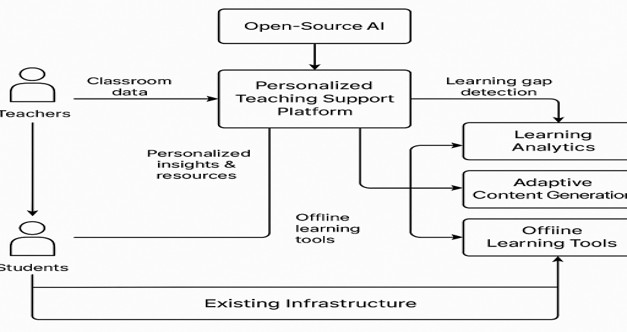 Open-Source AI
Classroom
data
Personalized
Teaching Support
Platform
Learning gap
detection
Teachers
Learning
Analytics
Personalized
insights &
resources
Adaptive
Content Generation
Offline
learning
tools
Offline
Learning Tools
Students
Existing Infrastructure